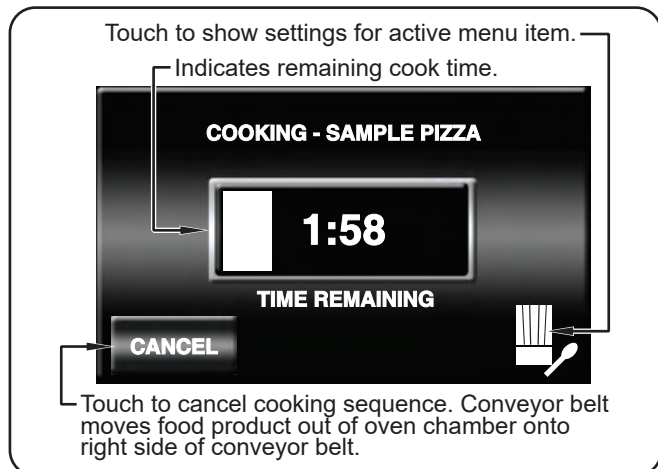 Touch to show settings for active menu item.
Indicates remaining cook time.
COOKING - SAMPLE PIZZA
1:58
TIME REMAINING
CANCEL
Touch to cancel cooking sequence. Conveyor belt
moves food product out of oven chamber onto
right side of conveyor belt.